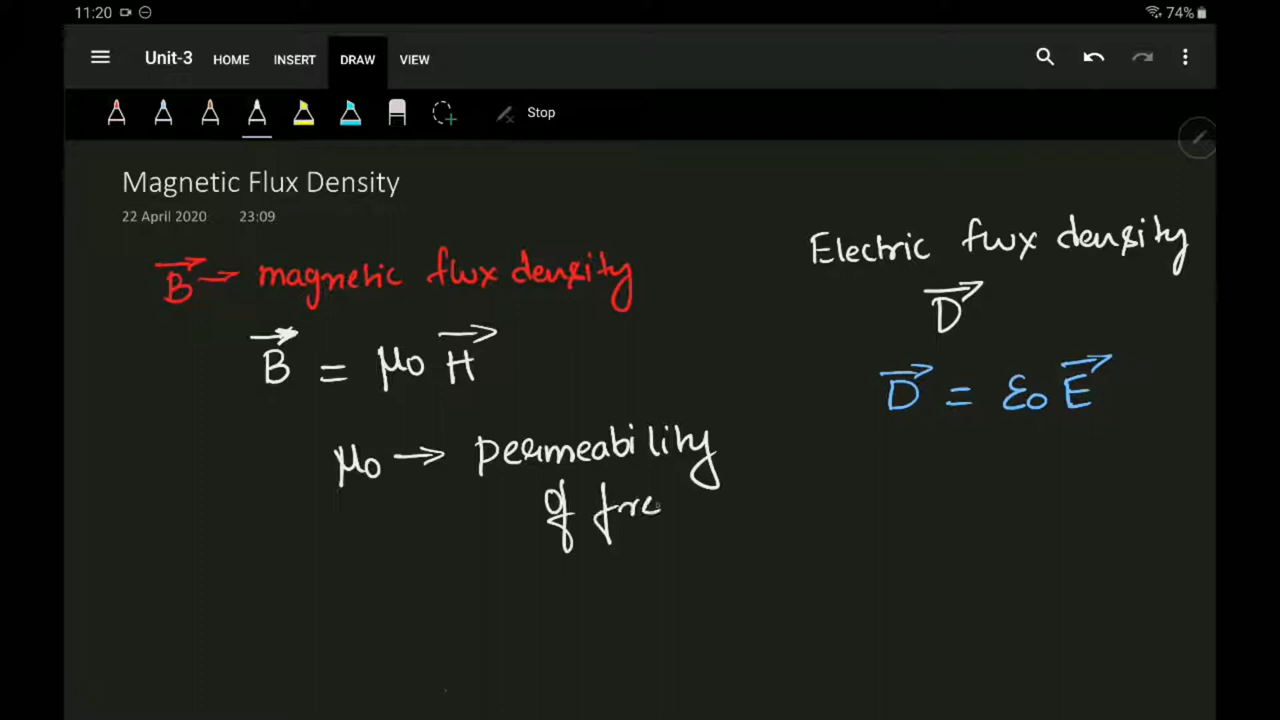 11:20 74%
Unit-3 HOME INSERT DRAW VIEW
Stop
Magnetic Flux Density
22 April 2020 23:09
B → magnetic flux density
B = μ0 H
μ0 → permeability
of fre
Electric flux density
D
D = ε0 E